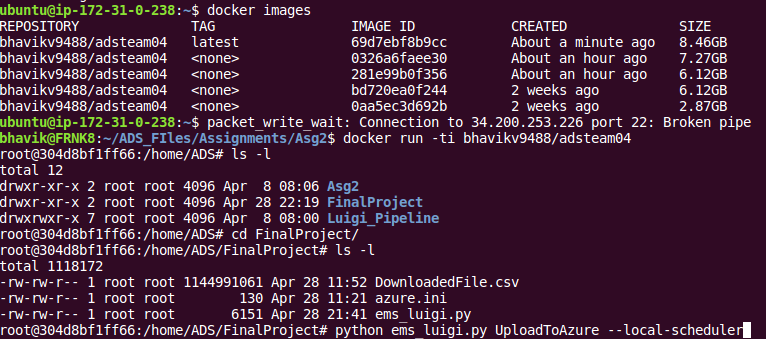 ubuntu@ip-172-31-0-238:~$ docker images
REPOSITORY TAG IMAGE ID CREATED SIZE
bhavikv9488/adsteam04 latest 69d7ebf8b9cc About a minute ago 8.46GB
bhavikv9488/adsteam04 <none> 0326a6faee30 About an hour ago 7.27GB
bhavikv9488/adsteam04 <none> 281e99b0f356 About an hour ago 6.12GB
bhavikv9488/adsteam04 <none> bd720ea0f244 2 weeks ago 6.12GB
bhavikv9488/adsteam04 <none> 0aa5ec3d692b 2 weeks ago 2.87GB
ubuntu@ip-172-31-0-238:~$ packet_write_wait: Connection to 34.200.253.226 port 22: Broken pipe
bhavik@FRNK8:~/ADS_FIles/Assignments/Asg2$ docker run -ti bhavikv9488/adsteam04
root@304d8bf1ff66:/home/ADS# ls -l
total 12
drwxr-xr-x 2 root root 4096 Apr 8 08:06 Asg2
drwxr-xr-x 2 root root 4096 Apr 28 22:19 FinalProject
drwxrwxr-x 7 root root 4096 Apr 8 08:00 Luigi_Pipeline
root@304d8bf1ff66:/home/ADS# cd FinalProject/
root@304d8bf1ff66:/home/ADS/FinalProject# ls -l
total 1118172
-rw-rw-r-- 1 root root 1144991061 Apr 28 11:52 DownloadedFile.csv
-rw-rw-r-- 1 root root 130 Apr 28 11:21 azure.ini
-rw-rw-r-- 1 root root 6151 Apr 28 21:41 ems_luigi.py
root@304d8bf1ff66:/home/ADS/FinalProject# python ems_luigi.py UploadToAzure --local-scheduler